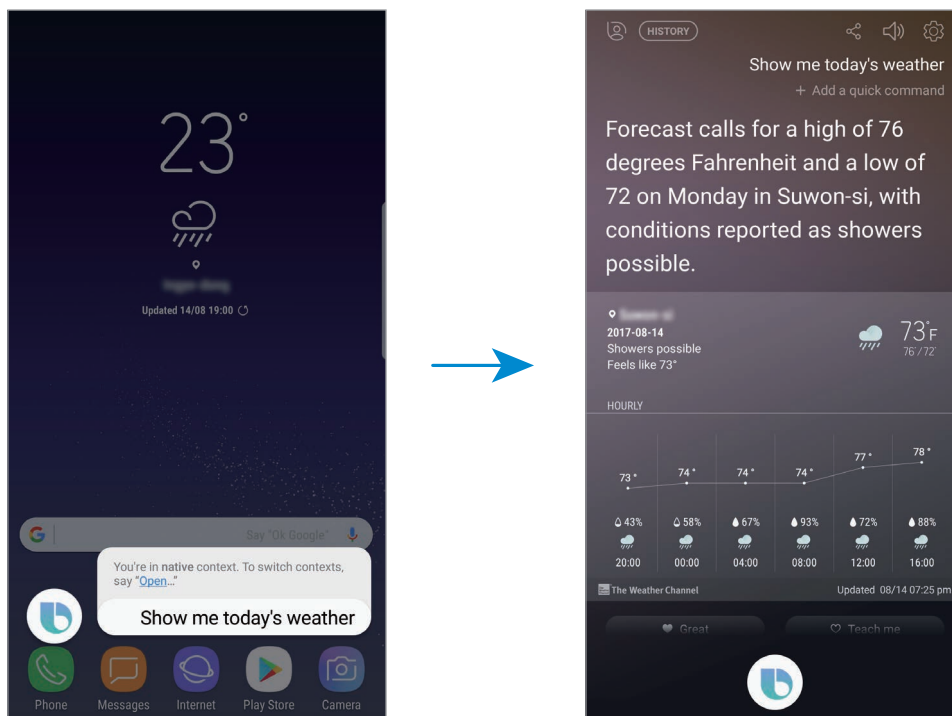 23°
Updated 14/08 19:00
Say "Ok Google"
You're in native context. To switch contexts,
say "Open..."
Show me today's weather
Phone Messages Internet Play Store Camera
HISTORY
Show me today's weather
+ Add a quick command
Forecast calls for a high of 76
degrees Fahrenheit and a low of
72 on Monday in Suwon-si, with
conditions reported as showers
possible.
2017-08-14
Showers possible
Feels like 73°
73°F
76°/72°
HOURLY
73° 74° 74° 74° 77° 78°
43% 58% 67% 93% 72% 88%
20:00 00:00 04:00 08:00 12:00 16:00
The Weather Channel
Updated 08/14 07:25 pm
Great Teach me